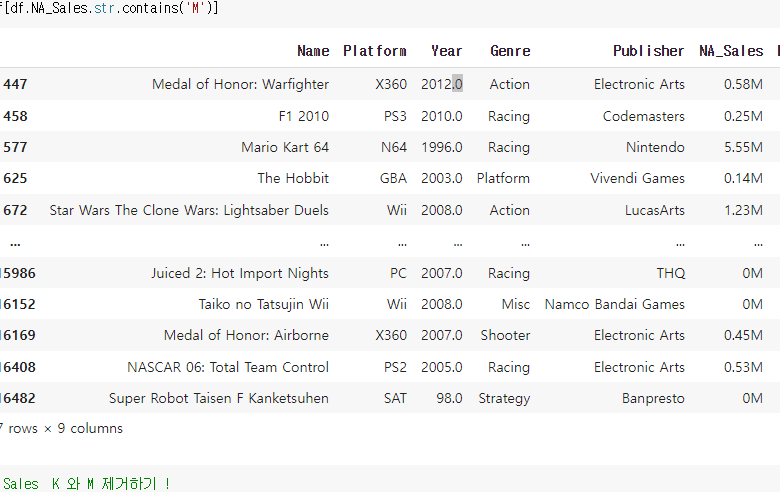 f[df.NA_Sales.str.contains('M')]
Name Platform Year Genre Publisher NA_Sales
447 Medal of Honor: Warfighter X360 2012.0 Action Electronic Arts 0.58M
458 F1 2010 PS3 2010.0 Racing Codemasters 0.25M
577 Mario Kart 64 N64 1996.0 Racing Nintendo 5.55M
625 The Hobbit GBA 2003.0 Platform Vivendi Games 0.14M
672 Star Wars The Clone Wars: Lightsaber Duels Wii 2008.0 Action LucasArts 1.23M
... ... ... ... ... ... ...
15986 Juiced 2: Hot Import Nights PC 2007.0 Racing THQ 0M
16152 Taiko no Tatsujin Wii Wii 2008.0 Misc Namco Bandai Games 0M
16169 Medal of Honor: Airborne X360 2007.0 Shooter Electronic Arts 0.45M
16408 NASCAR 06: Total Team Control PS2 2005.0 Racing Electronic Arts 0.53M
16482 Super Robot Taisen F Kanketsuhen SAT 98.0 Strategy Banpresto 0M
7 rows × 9 columns
Sales K 와 M 제거하기 !